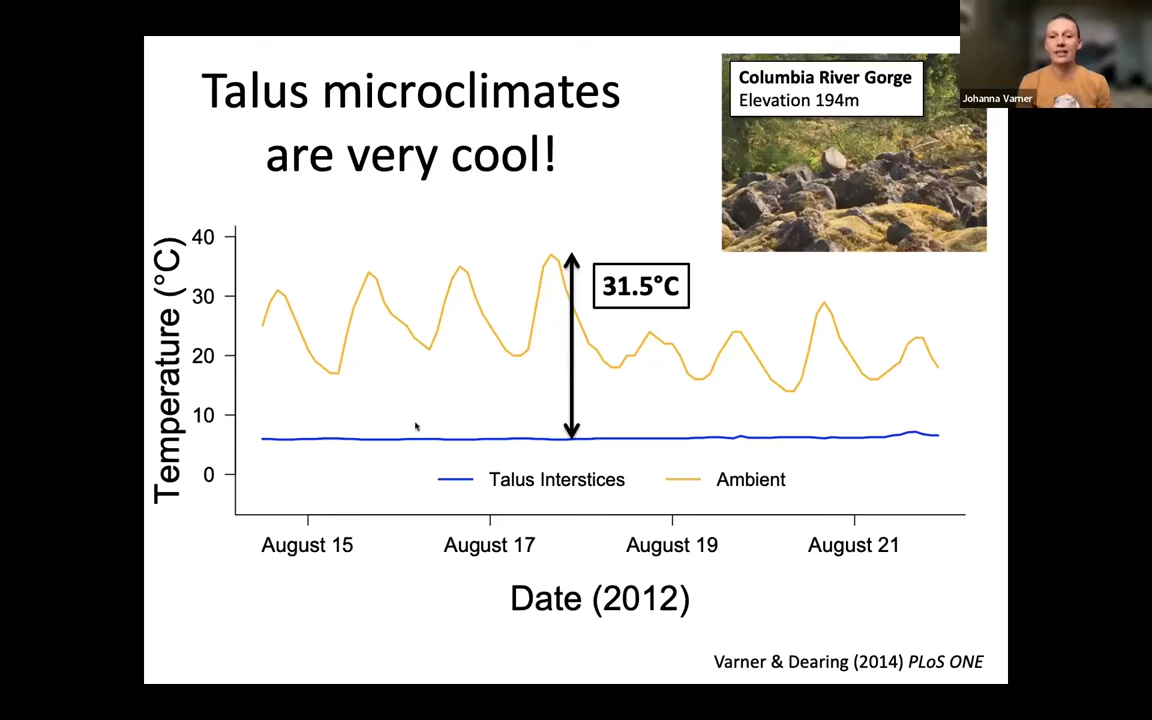 Talus microclimates
are very cool!
Columbia River Gorge
Elevation 194m
Johanna Varner
Temperature (°C)
40
30
20
10
0
31.5°C
Talus Interstices
Ambient
August 15
August 17
August 19
August 21
Date (2012)
Varner & Dearing (2014) PLoS ONE